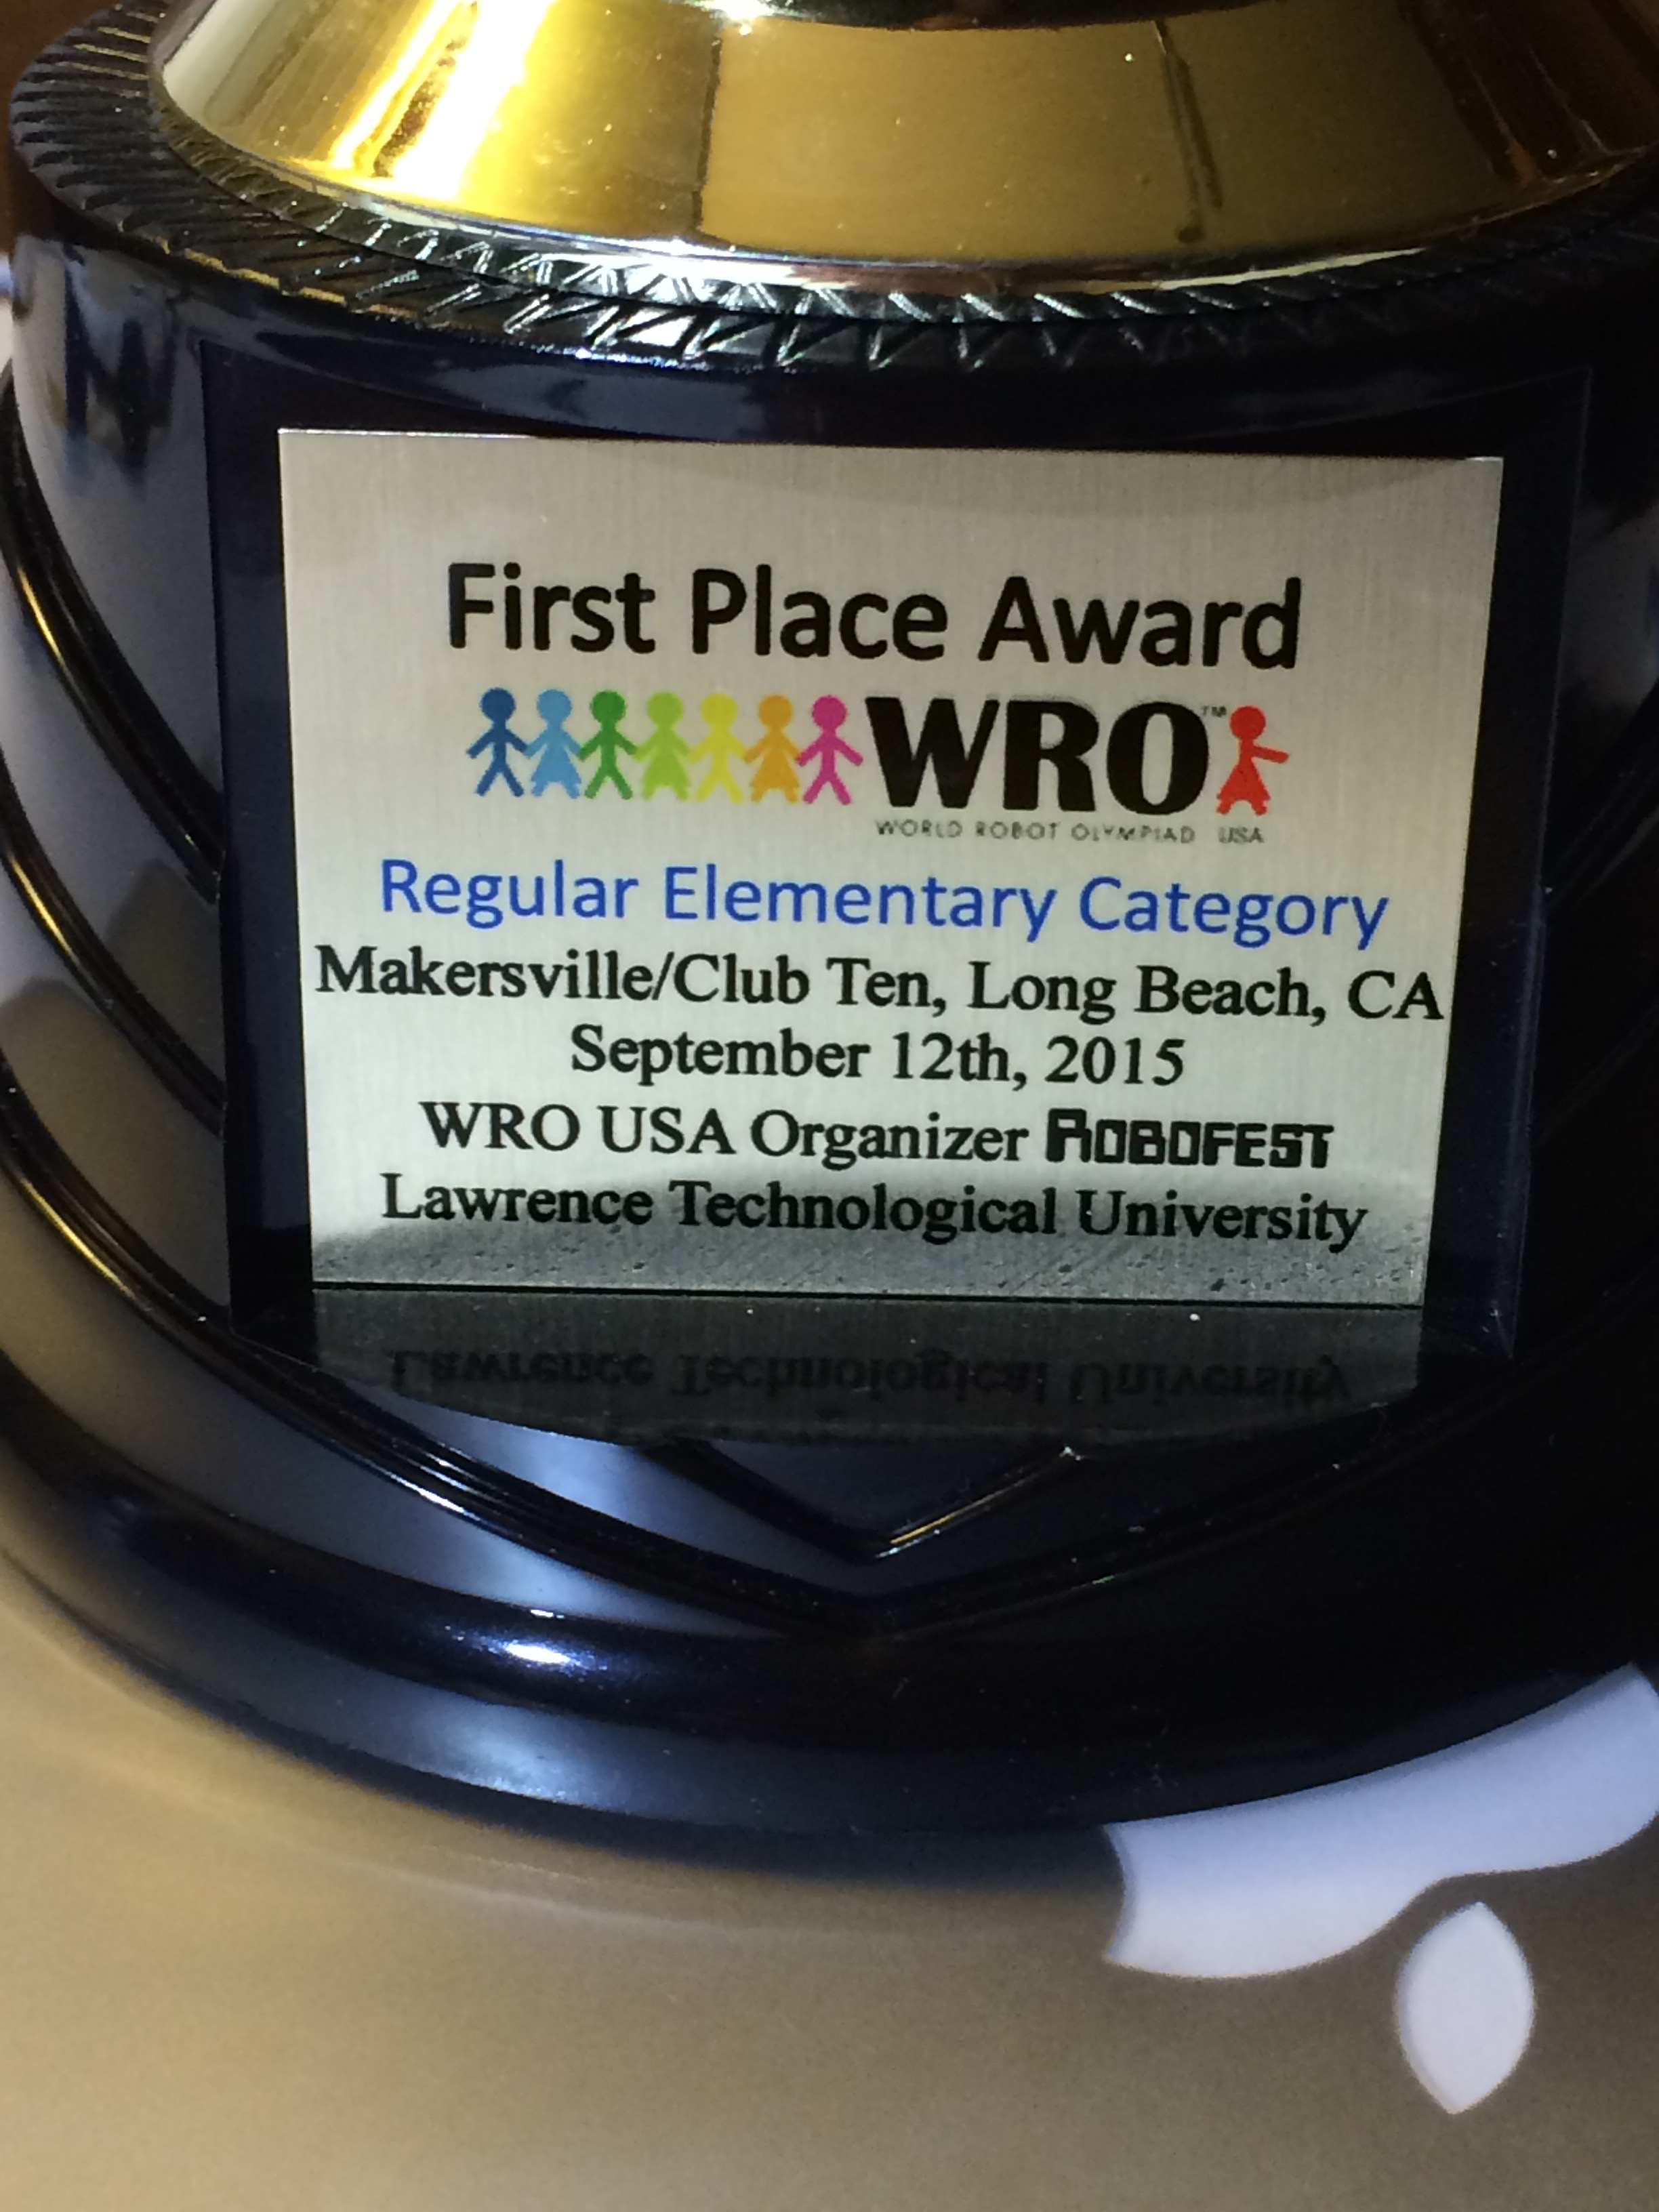 First Place Award
WRO™
WORLD ROBOT OLYMPIAD USA
Regular Elementary Category
Makersville/Club Ten, Long Beach, CA
September 12th, 2015
WRO USA Organizer ROBOFEST
Lawrence Technological University